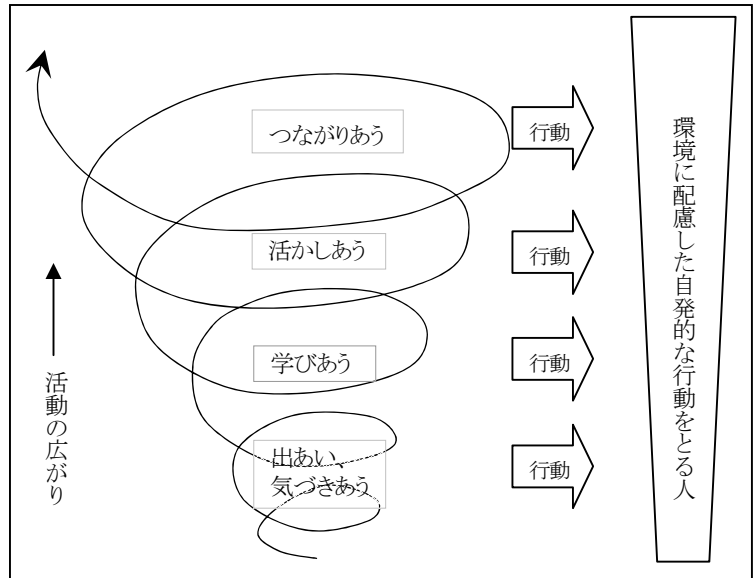 つながりあう
行動
活かしあう
行動
学びあう
行動
出あい、
気づきあう
行動
活動の広がり
環境に配慮した自発的な行動をとる人